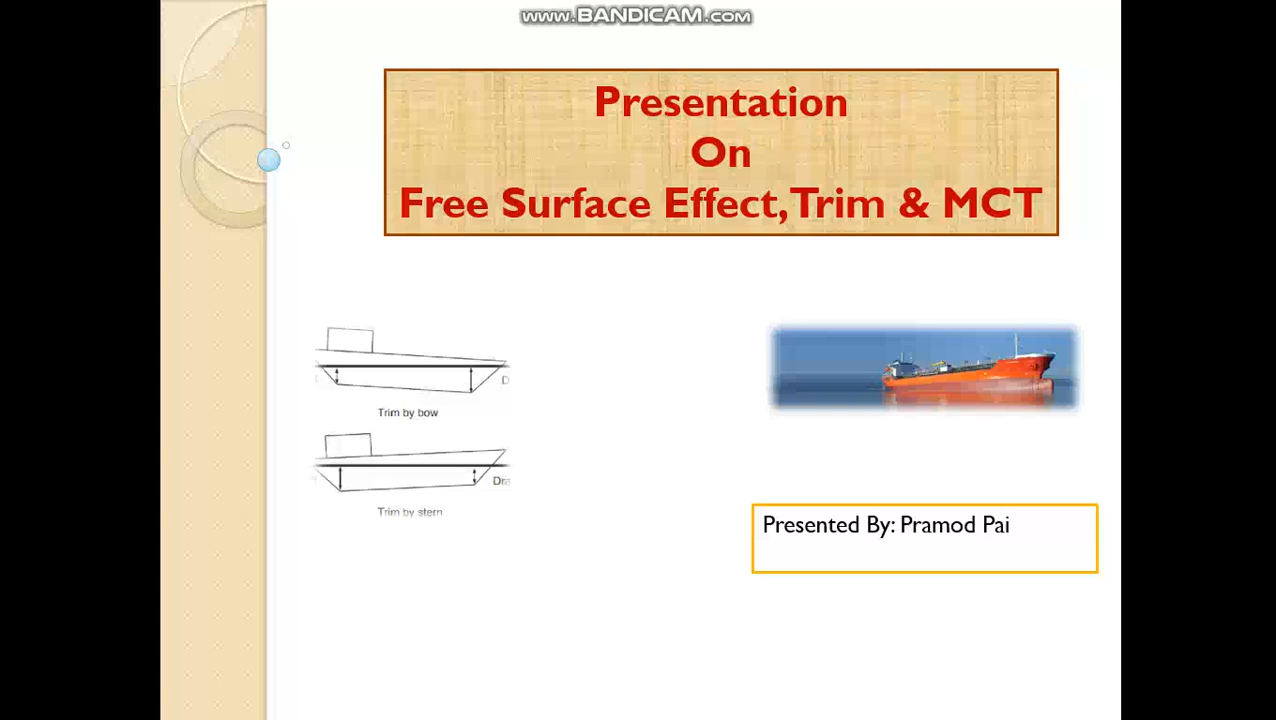 www.BANDICAM.com
Presentation
On
Free Surface Effect, Trim & MCT
D
Trim by bow
Dra
Trim by stern
Presented By: Pramod Pai